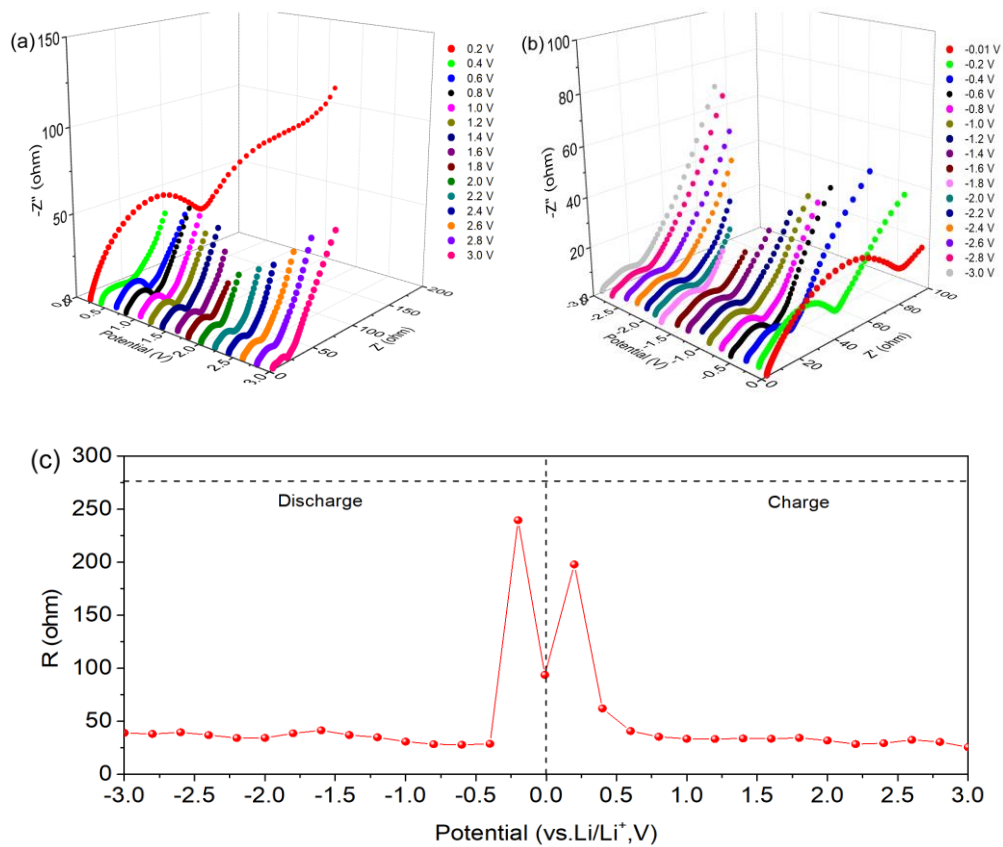 (a)
150
100
50
-Z'' (ohm)
0.0
0.5
1.0
1.5
2.0
2.5
3.0
Potential (V)
0
50
100
150
200
Z' (ohm)
0.2 V
0.4 V
0.6 V
0.8 V
1.0 V
1.2 V
1.4 V
1.6 V
1.8 V
2.0 V
2.2 V
2.4 V
2.6 V
2.8 V
3.0 V
(b)
100
80
60
40
20
-Z'' (ohm)
-3.0
-2.5
-2.0
-1.5
-1.0
-0.5
0
Potential (V)
0
20
40
60
80
100
Z' (ohm)
-0.01 V
-0.2 V
-0.4 V
-0.6 V
-0.8 V
-1.0 V
-1.2 V
-1.4 V
-1.6 V
-1.8 V
-2.0 V
-2.2 V
-2.4 V
-2.6 V
-2.8 V
-3.0 V
(c)
300
250
200
150
100
50
0
R (ohm)
Discharge
Charge
-3.0 -2.5 -2.0 -1.5 -1.0 -0.5 0.0 0.5 1.0 1.5 2.0 2.5 3.0
Potential (vs.Li/Li⁺,V)